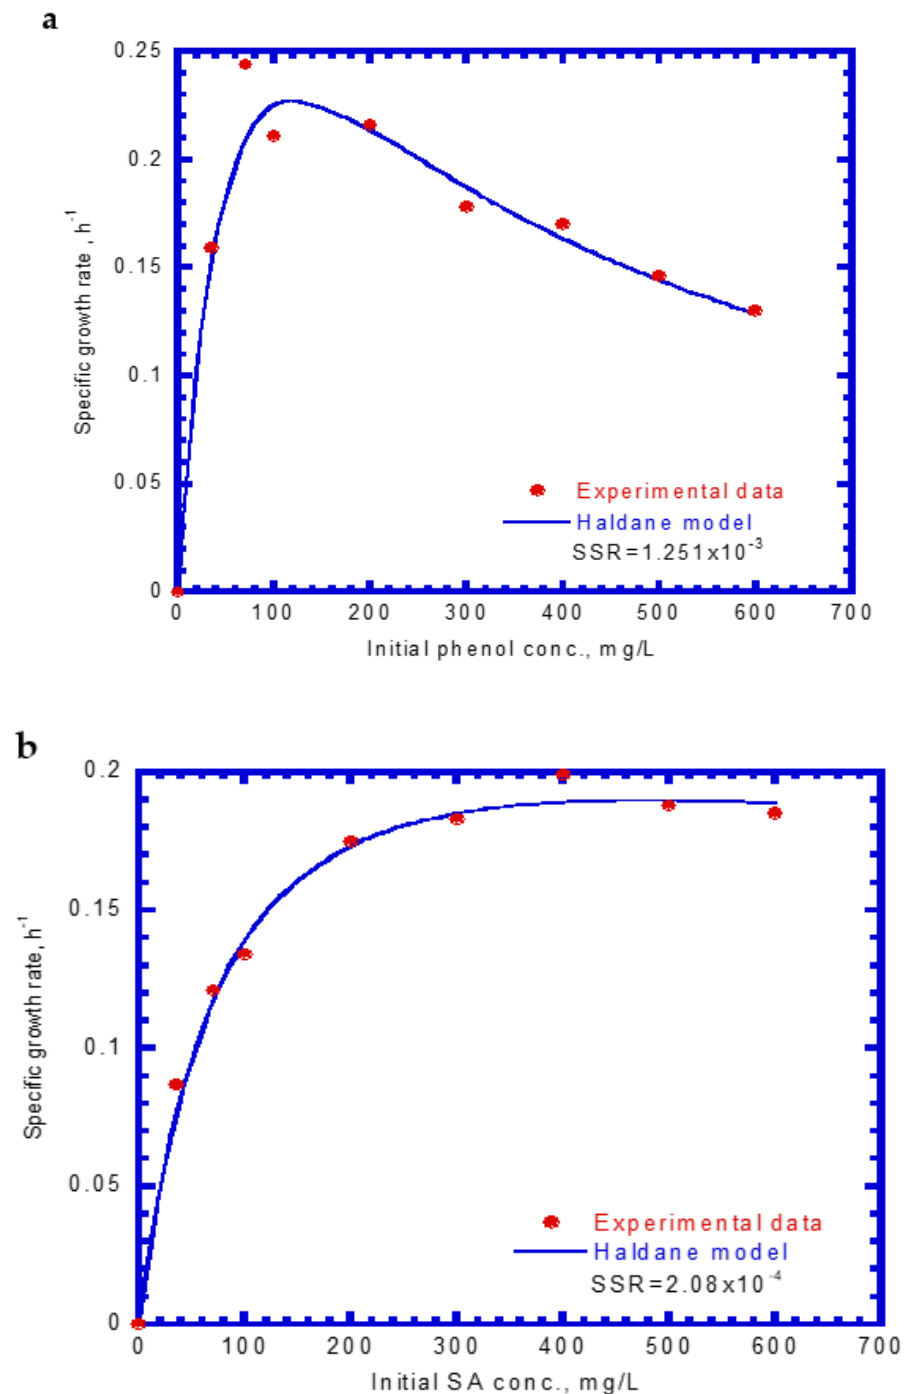 a
0.25
0.2
0.15
0.1
0.05
0
Specific growth rate , h⁻¹
Experimental data
Haldane model
SSR=1.251x10⁻³
0 100 200 300 400 500 600 700
Initial phenol conc., mg/L
b
0.2
0.15
0.1
0.05
0
Specific growth rate, h⁻¹
Experimental data
Haldane model
SSR=2.08x10⁻⁴
0 100 200 300 400 500 600 700
Initial SA conc., mg/L